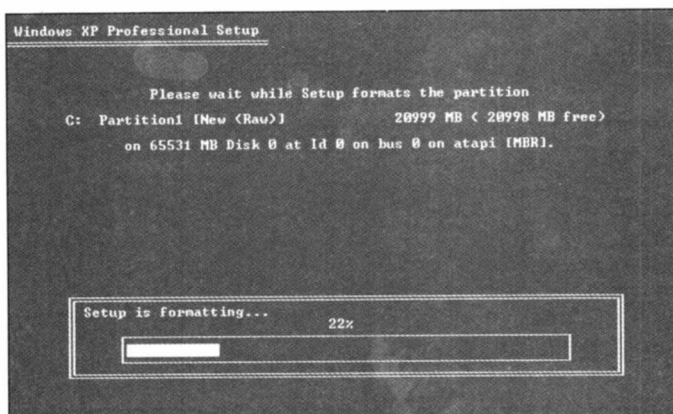 Windows XP Professional Setup
Please wait while Setup formats the partition
C: Partition1 [New (Raw)] 20999 MB ( 20998 MB free)
on 65531 MB Disk 0 at Id 0 on bus 0 on atapi [MBR].
Setup is formatting...
22%